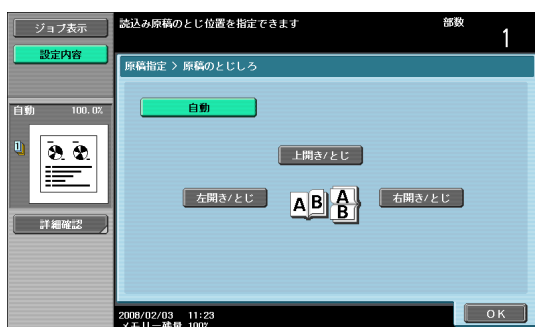 ジョブ表示
読込み原稿のとじ位置を指定できます
部数
1
設定内容
原稿指定 > 原稿のとじしろ
自動 100.0%
自動
上開き/とじ
左開き/とじ
A B
A
B
右開き/とじ
詳細確認
2008/02/03 11:23
メモリー残量 100%
OK